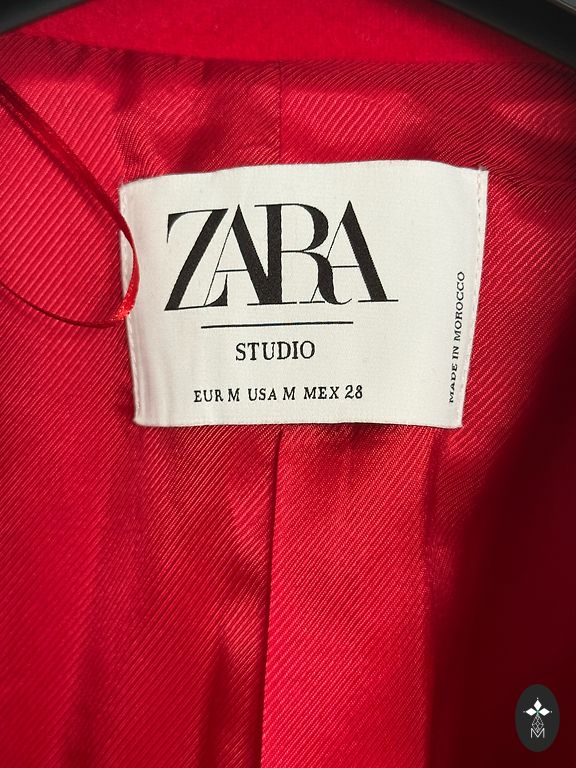 ZARA
STUDIO
EUR M USA M MEX 28
MADE IN MOROCCO
M